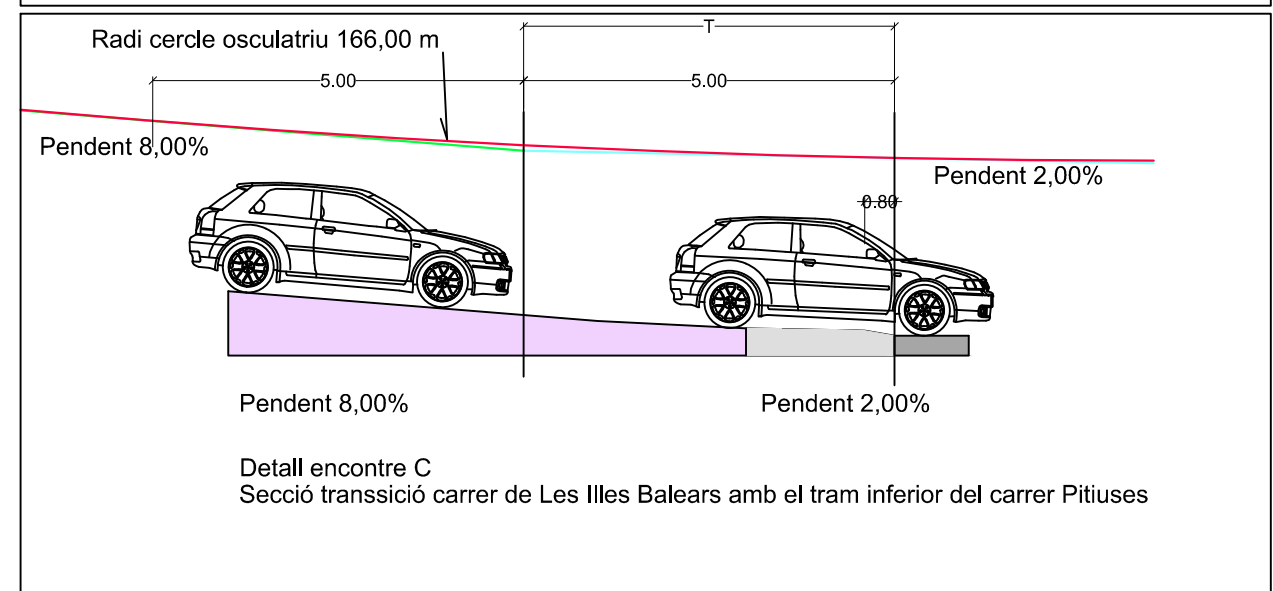 T
Radi cercle osculatriu 166,00 m
5.00
5.00
Pendent 8,00%
Pendent 2,00%
0.80
Pendent 8,00%
Pendent 2,00%
Detall encontre C
Secció transsició carrer de Les Illes Balears amb el tram inferior del carrer Pitiuses